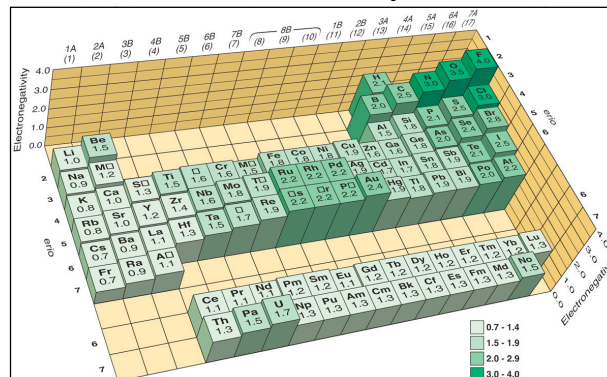 1A 2A 3B 4B 5B 6B 7B 8B 1B 2B 3A 4A 5A 6A 7A
(1) (2) (3) (4) (5) (6) (7) (8) (9) (10) (11) (12) (13) (14) (15) (16) (17)
Electronegativity
4.0
3.0
2.0
1.0
0.0
H 2.1
Li 1.0 Be 1.5 B 2.0 C 2.5 N 3.0 O 3.5 F 4.0
Na 0.9 M□ 1.2 Al 1.5 Si 1.8 P 2.1 S 2.5 Cl 3.0
K 0.8 Ca 1.0 S□ 1.3 Ti 1.5 □ 1.6 Cr 1.6 M□ 1.5 Fe 1.8 Co 1.8 Ni 1.8 Cu 1.9 Zn 1.6 Ga 1.6 Ge 1.8 As 2.0 Se 2.4 Br 2.8
Rb 0.8 Sr 1.0 Y 1.2 Zr 1.4 Nb 1.6 Mo 1.8 T□ 1.9 Ru 2.2 Rh 2.2 Pd 2.2 Ag 1.9 Cd 1.7 In 1.7 Sn 1.8 Sb 1.9 Te 2.1 2.5
Cs 0.7 Ba 0.9 La 1.1 Hf 1.3 Ta 1.5 □ 1.7 Re 1.9 □s 2.2 □r 2.2 P□ 2.2 Au 2.4 Hg 1.9 Tl 1.8 Pb 1.9 Bi 1.9 Po 2.0 At 2.2
Fr 0.7 Ra 0.9 A□ 1.1
Ce 1.1 Pr 1.1 Nd 1.1 Pm 1.2 Sm 1.2 Eu 1.1 Gd 1.2 Tb 1.2 Dy 1.2 Ho 1.2 Er 1.2 Tm 1.2 Yb 1.2 Lu 1.3
Th 1.3 Pa 1.5 U 1.7 Np 1.3 Pu 1.3 Am 1.3 Cm 1.3 Bk 1.3 Cf 1.3 Es 1.3 Fm 1.3 Md 1.3 No 1.5
2
3
4
5
6
7
erio
1
2
3
4
5
6
7
erio
6
7
0.7 - 1.4
1.5 - 1.9
2.0 - 2.9
3.0 - 4.0